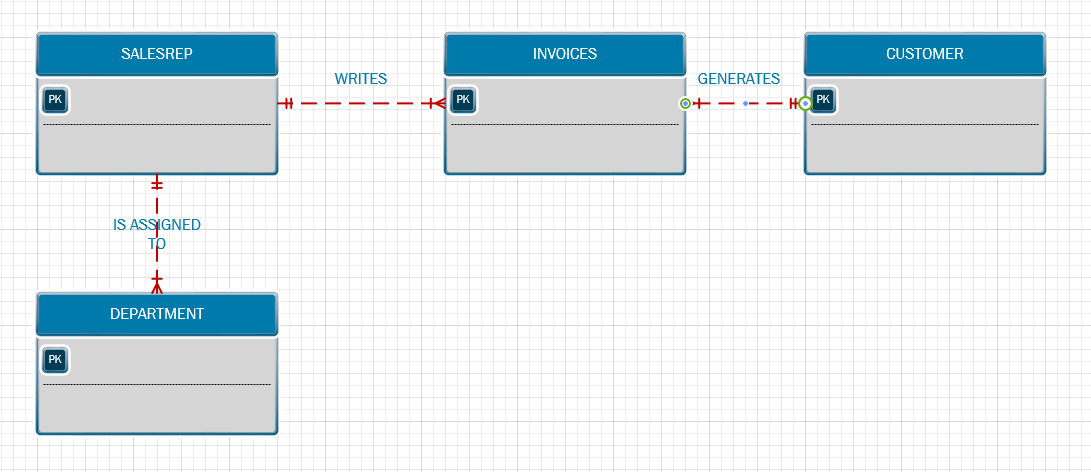 SALESREP
INVOICES
CUSTOMER
PK
WRITES
PK
GENERATES
PK
IS ASSIGNED
TO
DEPARTMENT
PK